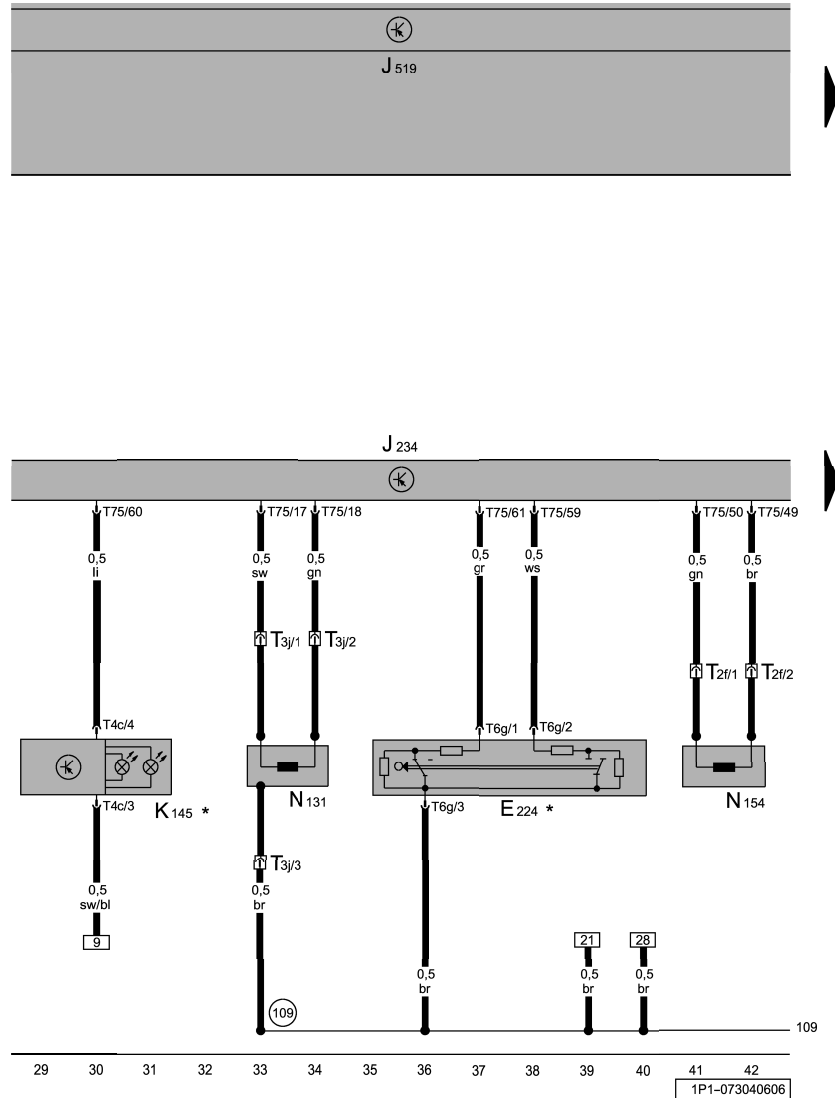 J 519
J 234
T75/60 T75/17 T75/18 T75/61 T75/59 T75/50 T75/49
0,5 0,5 0,5 0,5 0,5 0,5 0,5
li sw gn gr ws gn br
T3j/1 T3j/2
T2f/1 T2f/2
T4c/4 T6g/1 T6g/2
T4c/3 T6g/3
K 145 * N 131 E 224 * N 154
T3j/3
0,5 0,5
sw/bl br
9 21 28
0,5 0,5 0,5
br br br
109
109
29 30 31 32 33 34 35 36 37 38 39 40 41 42
1P1-073040606